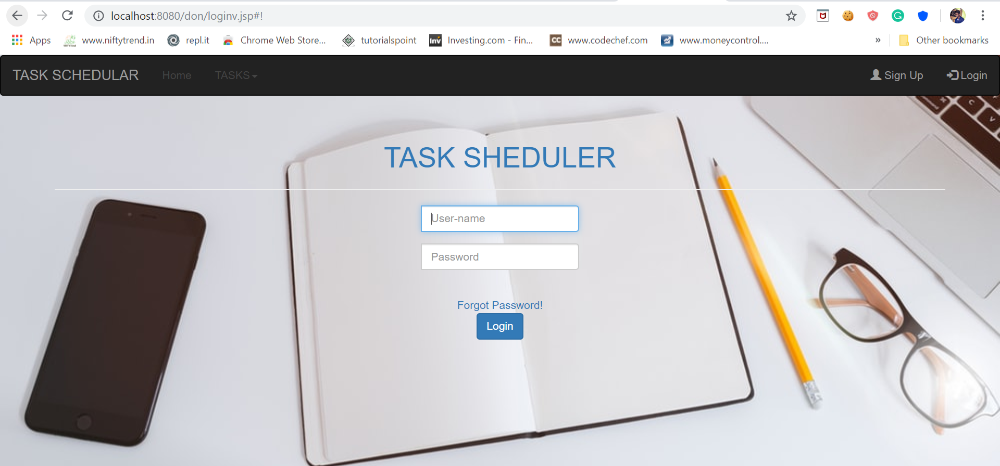 localhost:8080/don/loginv.jsp#!
Apps www.niftytrend.in repl.it Chrome Web Store... tutorialspoint Inv Investing.com - Fin... CC www.codechef.com www.moneycontrol.... » Other bookmarks
TASK SCHEDULAR Home TASKS Sign Up Login
TASK SHEDULER
User-name
Password
Forgot Password!
Login